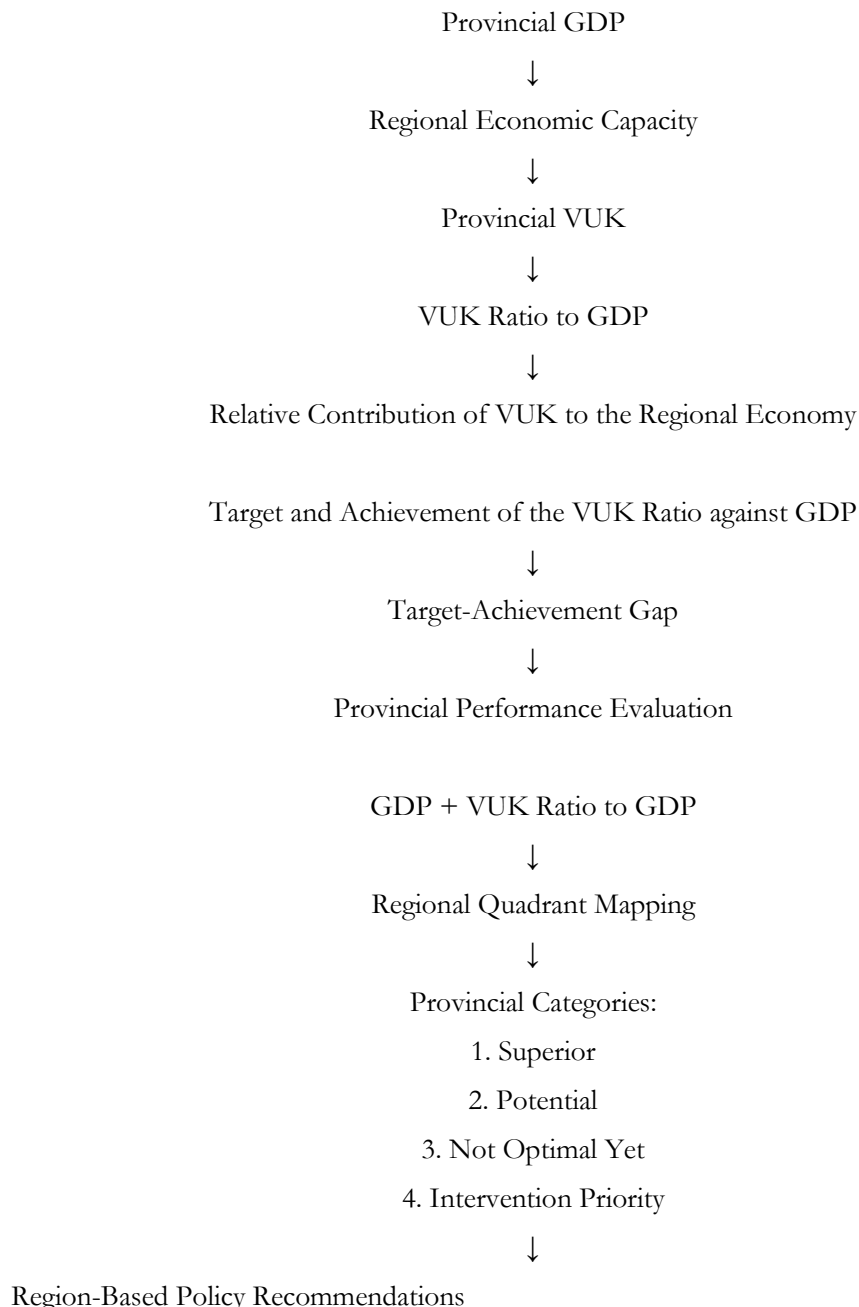 Provincial GDP
↓
Regional Economic Capacity
↓
Provincial VUK
↓
VUK Ratio to GDP
↓
Relative Contribution of VUK to the Regional Economy
Target and Achievement of the VUK Ratio against GDP
↓
Target-Achievement Gap
↓
Provincial Performance Evaluation
GDP + VUK Ratio to GDP
↓
Regional Quadrant Mapping
↓
Provincial Categories:
1. Superior
2. Potential
3. Not Optimal Yet
4. Intervention Priority
↓
Region-Based Policy Recommendations